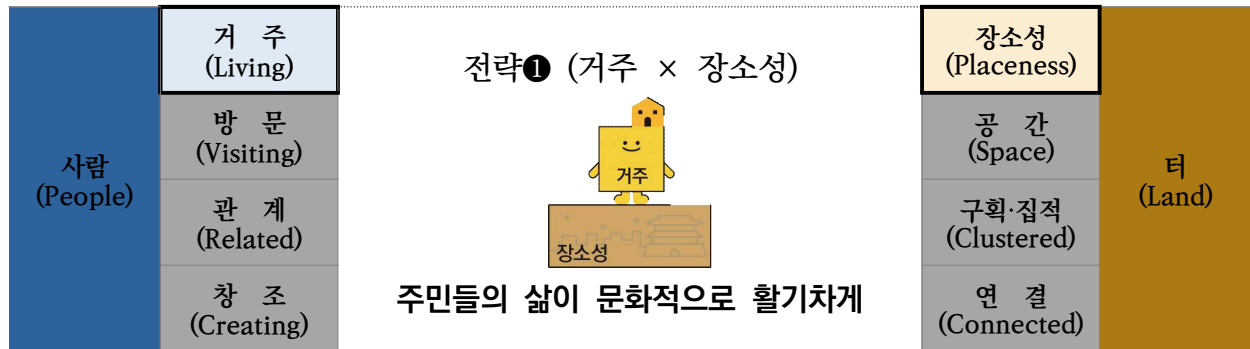 사람
(People)
거 주
(Living)
방 문
(Visiting)
관 계
(Related)
창 조
(Creating)
전략❶ (거주 × 장소성)
거주
장소성
주민들의 삶이 문화적으로 활기차게
장소성
(Placeness)
공 간
(Space)
구획·집적
(Clustered)
연 결
(Connected)
터
(Land)